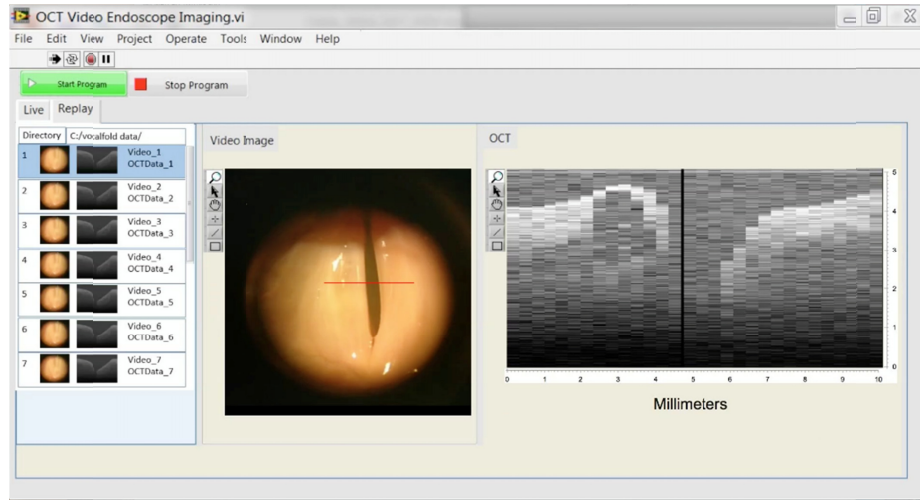 OCT Video Endoscope Imaging.vi
File Edit View Project Operate Tools Window Help
Start Program Stop Program
Live Replay
Directory C:/vocalfold data/
1 Video_1
OCTData_1
2 Video_2
OCTData_2
3 Video_3
OCTData_3
4 Video_4
OCTData_4
5 Video_5
OCTData_5
6 Video_6
OCTData_6
7 Video_7
OCTData_7
Video Image
OCT
5
4
3
2
1
0
0 1 2 3 4 5 6 7 8 9 10
Millimeters